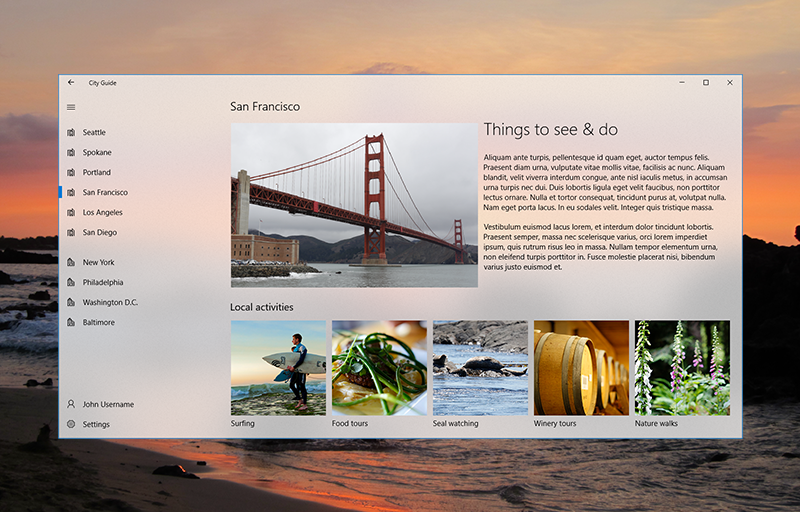 City Guide
Seattle
Spokane
Portland
San Francisco
Los Angeles
San Diego
New York
Philadelphia
Washington D.C.
Baltimore
John Username
Settings
San Francisco
Things to see & do
Aliquam ante turpis, pellentesque id quam eget, auctor tempus felis.
Praesent diam urna, vulputate vitae mollis vitae, facilisis ac nunc. Aliquam
blandit, velit viverra interdum congue, ante nisl iaculis metus, in accumsan
urna turpis nec dui. Duis lobortis ligula eget velit faucibus, non porttitor
lectus ornare. Nulla et tortor consequat, tincidunt purus at, volutpat nulla.
Nam eget porta lacus. In eu sodales velit. Integer quis tristique massa.
Vestibulum euismod lacus lorem, et interdum dolor tincidunt lobortis.
Praesent semper, massa nec scelerisque varius, orci lorem imperdiet
ipsum, quis rutrum risus leo in massa. Nullam tempor elementum urna,
non eleifend turpis porttitor in. Fusce molestie placerat nisi, bibendum
varius justo euismod et.
Local activities
Surfing
Food tours
Seal watching
Winery tours
Nature walks